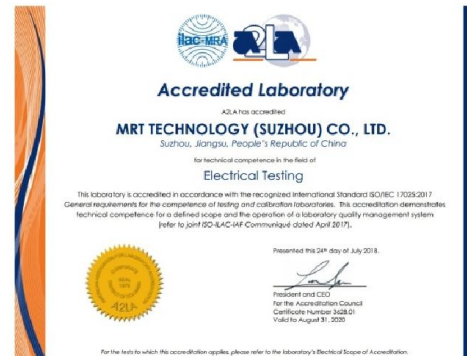 ilac-MRA
A2LA
Accredited Laboratory
A2LA has accredited
MRT TECHNOLOGY (SUZHOU) CO., LTD.
Suzhou, Jiangsu, People's Republic of China
for technical competence in the field of
Electrical Testing
This laboratory is accredited in accordance with the recognized International Standard ISO/IEC 17025:2017
General requirements for the competence of testing and calibration laboratories. This accreditation demonstrates
technical competence for a defined scope and the operation of a laboratory quality management system
(refer to joint ISO-ILAC-IAF Communiqué dated April 2017).
Presented this 24th day of July 2018.
President and CEO
For the Accreditation Council
Certificate Number 3628.01
Valid to August 31, 2020
CORPORATE
SEAL
1978
A2LA
For the tests to which this accreditation applies, please refer to the laboratory's Electrical Scope of Accreditation.